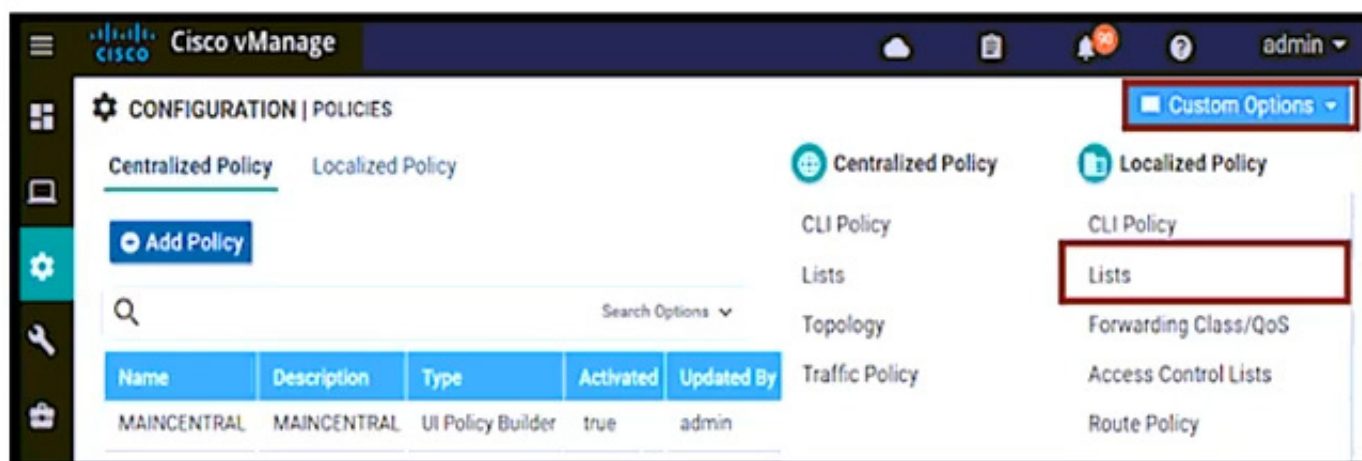 CISCO Cisco vManage 90 ? admin
CONFIGURATION | POLICIES
Custom Options
Centralized Policy Localized Policy
Add Policy
Search Options
Name Description Type Activated Updated By
MAINCENTRAL MAINCENTRAL UI Policy Builder true admin
Centralized Policy
CLI Policy
Lists
Topology
Traffic Policy
Localized Policy
CLI Policy
Lists
Forwarding Class/QoS
Access Control Lists
Route Policy